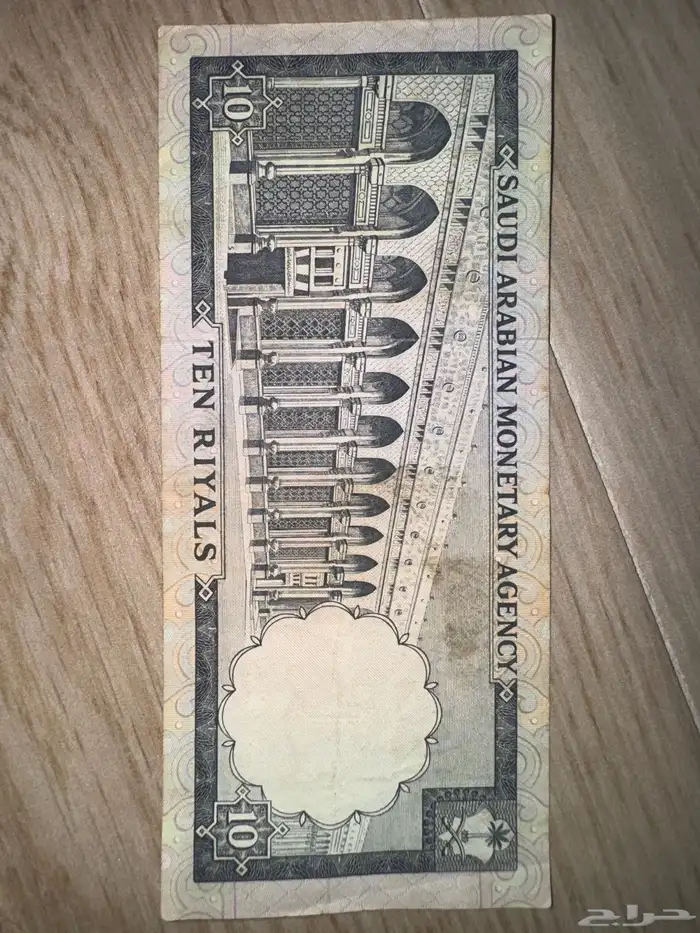 SAUDI ARABIAN MONETARY AGENCY
10
TEN RIYALS
10
حراج